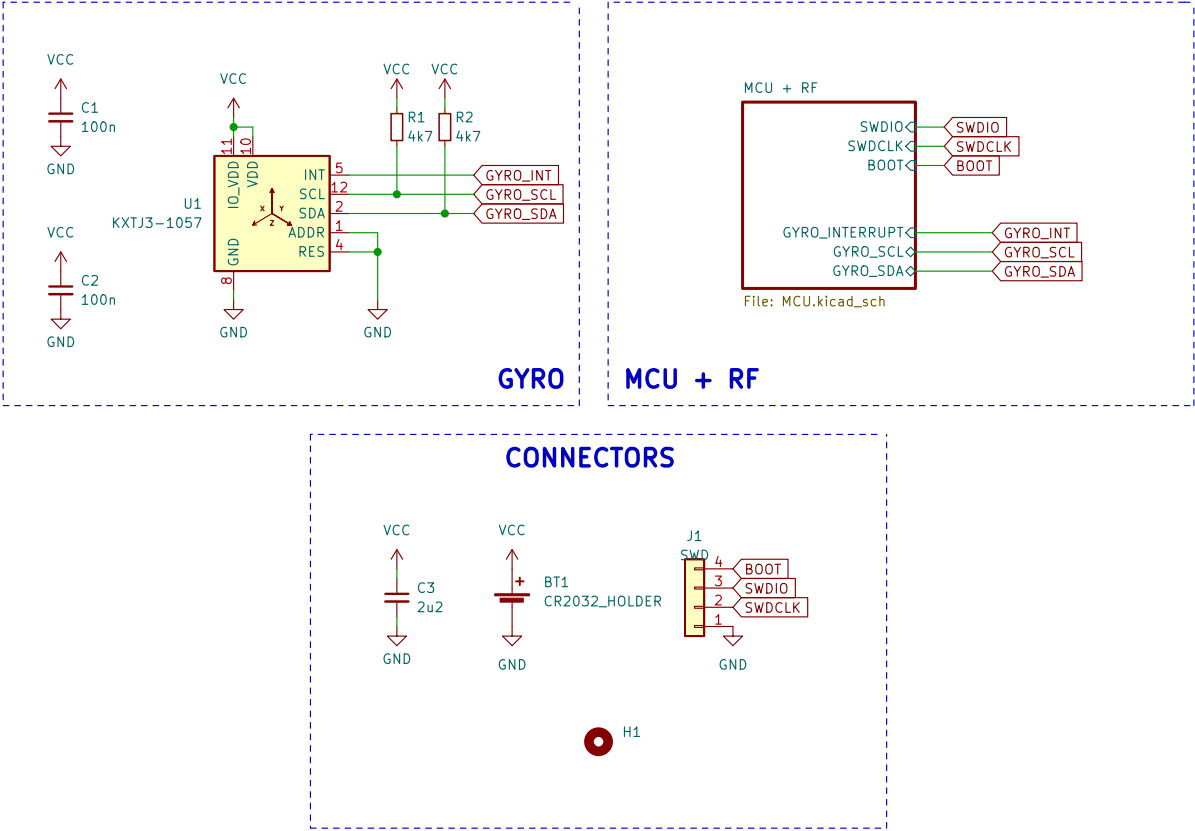 VCC
C1
100n
GND
VCC
C2
100n
GND
VCC
11
10
IO_VDD
VDD
U1
KXTJ3-1057
X
Y
Z
GND
8
GND
INT
5
SCL
12
SDA
2
ADDR
1
RES
4
GND
VCC
R1
4k7
VCC
R2
4k7
GYRO_INT
GYRO_SCL
GYRO_SDA
GYRO
MCU + RF
SWDIO
SWDIO
SWDCLK
SWDCLK
BOOT
BOOT
GYRO_INTERRUPT
GYRO_INT
GYRO_SCL
GYRO_SCL
GYRO_SDA
GYRO_SDA
File: MCU.kicad_sch
MCU + RF
CONNECTORS
VCC
C3
2u2
GND
VCC
+
BT1
CR2032_HOLDER
GND
J1
SWD
4
BOOT
3
SWDIO
2
SWDCLK
1
GND
H1